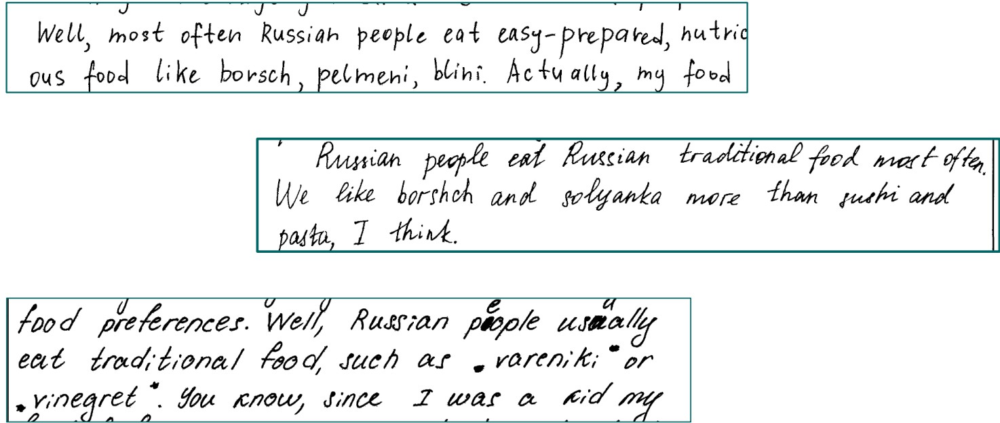 Well, most often Russian people eat easy-prepared, nutric
ous food like borsch, pelmeni, blini. Actually, my food
Russian people eat Russian traditional food most often.
We like borshch and solyanka more than sushi and
pasta, I think.
food preferences. Well, Russian people usually
eat traditional food, such as „vareniki" or
„vinegret". You know, since I was a kid my